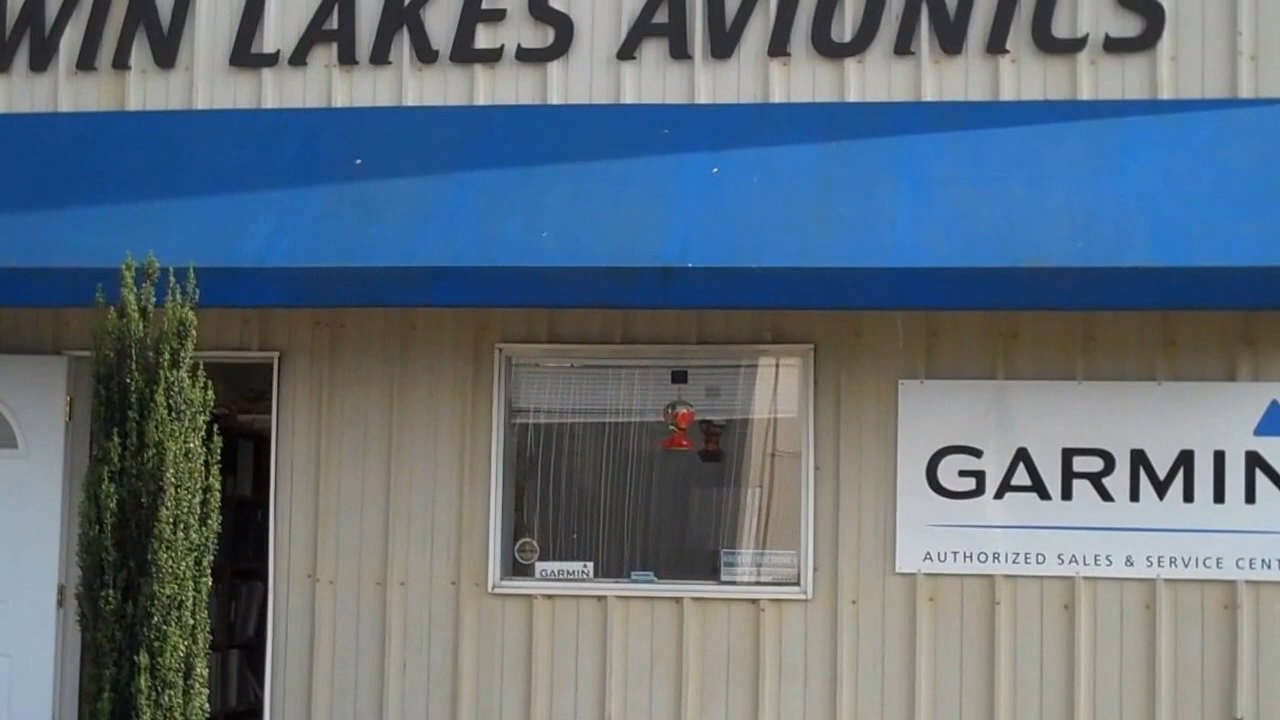 WIN LAKES AVIONICS
GARMIN
AUTHORIZED SALES & SERVICE CENT
GARMIN